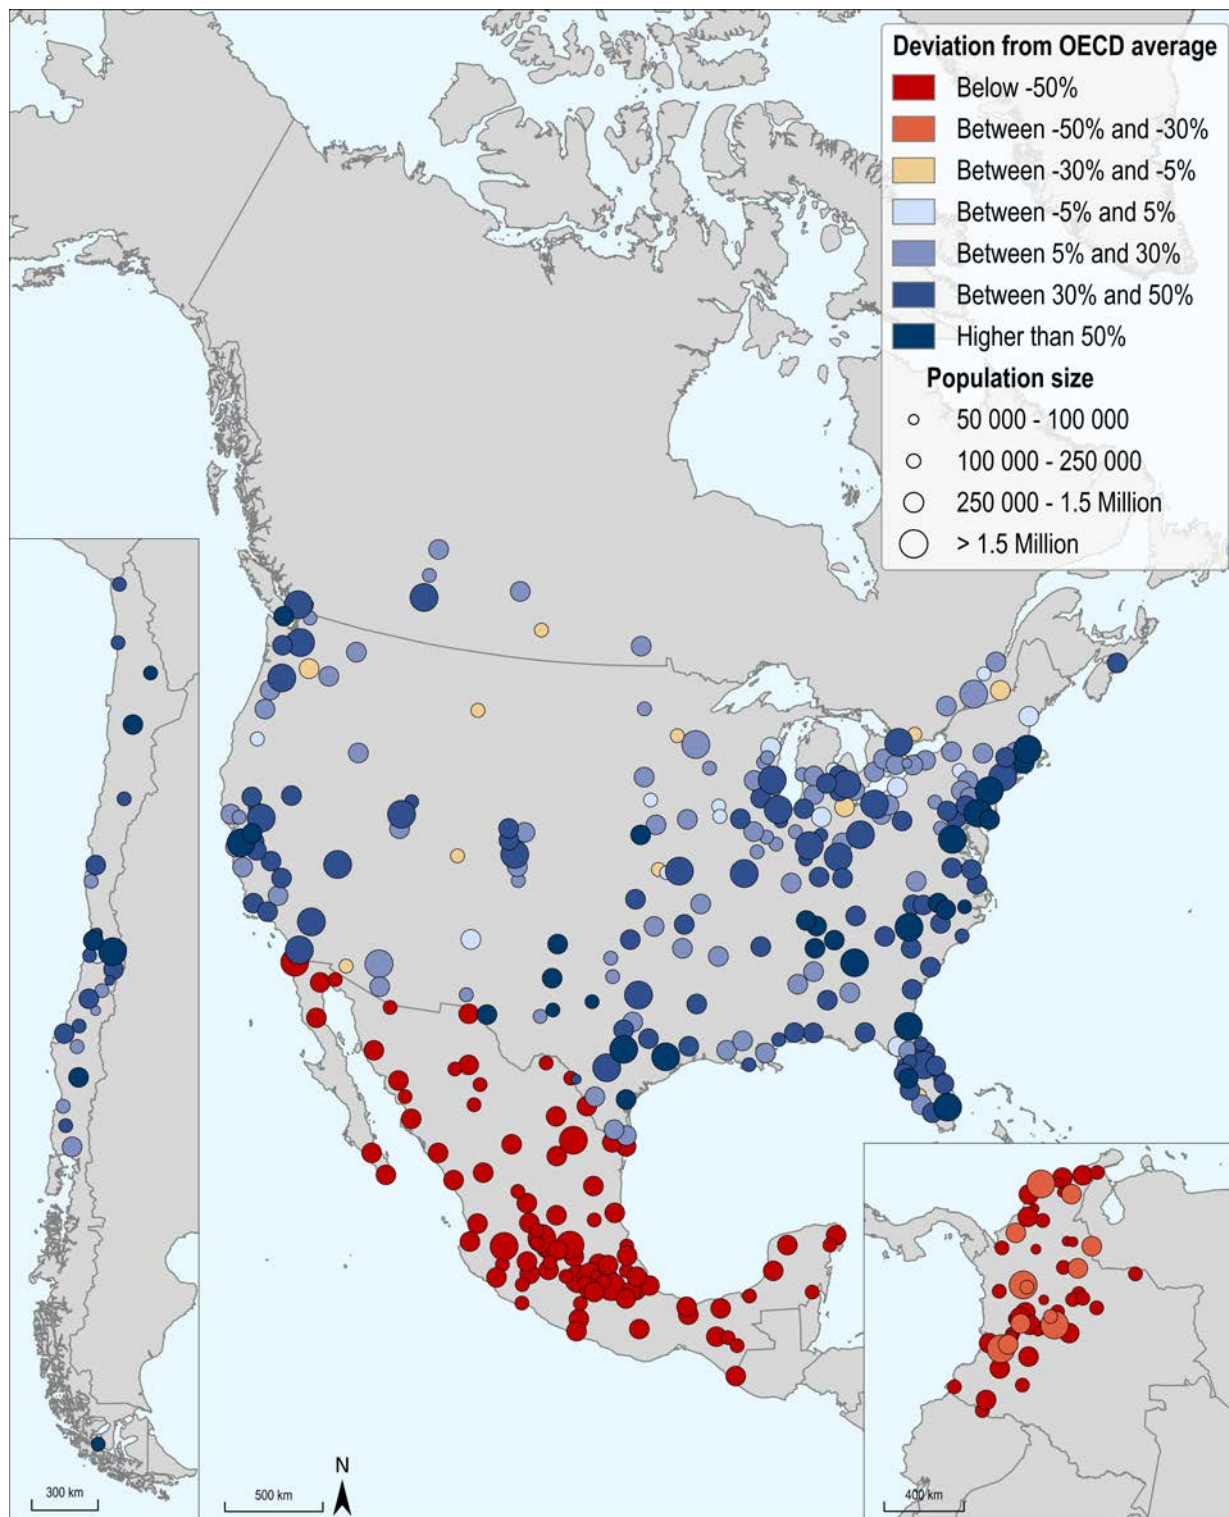 Deviation from OECD average
Below -50%
Between -50% and -30%
Between -30% and -5%
Between -5% and 5%
Between 5% and 30%
Between 30% and 50%
Higher than 50%
Population size
50 000 - 100 000
100 000 - 250 000
250 000 - 1.5 Million
> 1.5 Million
300 km
500 km
N
400 km